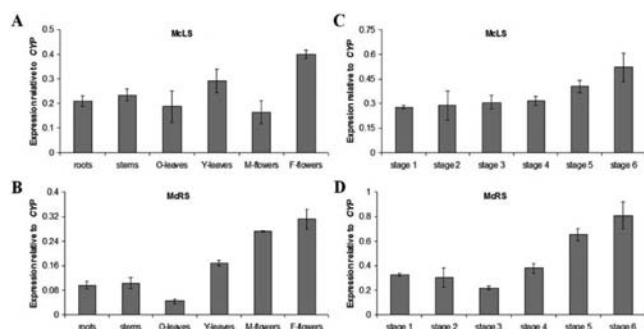 A
McLS
Expression relative to CYP
0.5
0.4
0.3
0.2
0.1
0
roots stems O-leaves Y-leaves M-flowers F-flowers
C
McLS
Expresion relative to CYP
0.75
0.6
0.45
0.3
0.15
0
stage 1 stage 2 stage 3 stage 4 stage 5 stage 6
B
McRS
Expression relative to CYP
0.4
0.32
0.24
0.16
0.08
0
roots stems O-leaves Y-leaves M-flowers F-flowers
D
McRS
Expression relative to CYP
1
0.8
0.6
0.4
0.2
0
stage 1 stage 2 stage 3 stage 4 stage 5 stage 6